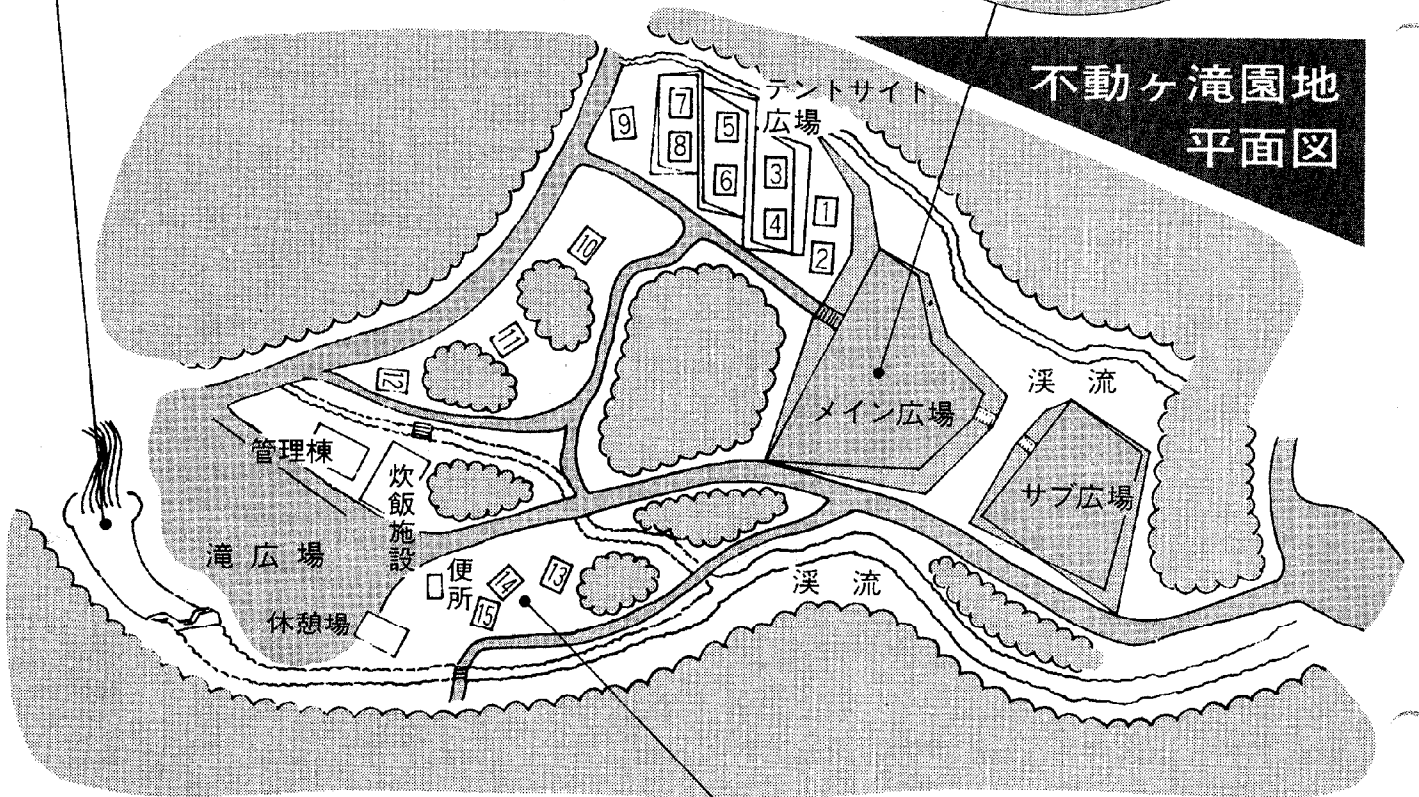 不動ヶ滝園地
平面図
テントサイト
広場
7
8
9
5
6
3
4
1
2
10
11
12
渓流
メイン広場
サブ広場
管理棟
炊飯施設
滝広場
便所
13
14
15
休憩場
渓流